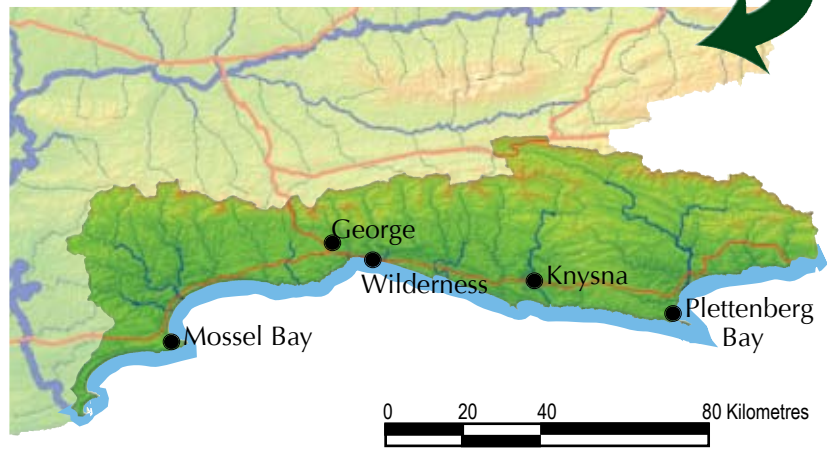 George
Wilderness
Knysna
Plettenberg
Bay
Mossel Bay
0 20 40 80 Kilometres